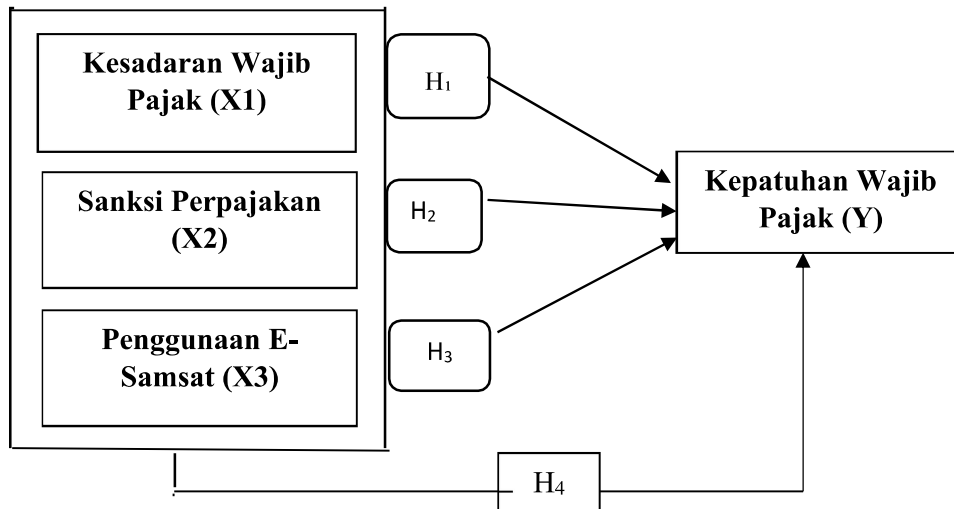 Kesadaran Wajib
Pajak (X1)
H₁
Sanksi Perpajakan
(X2)
H₂
Penggunaan E-
Samsat (X3)
H₃
Kepatuhan Wajib
Pajak (Y)
H₄